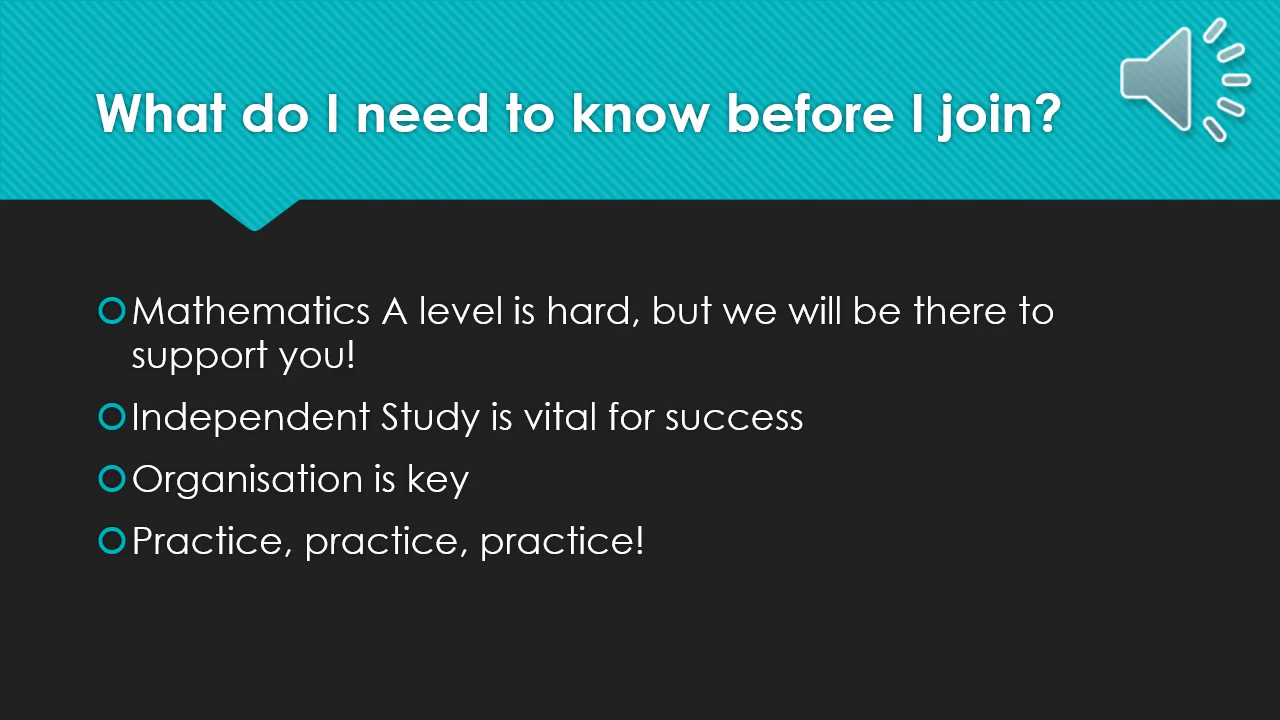 What do I need to know before I join?
Mathematics A level is hard, but we will be there to
support you!
Independent Study is vital for success
Organisation is key
Practice, practice, practice!